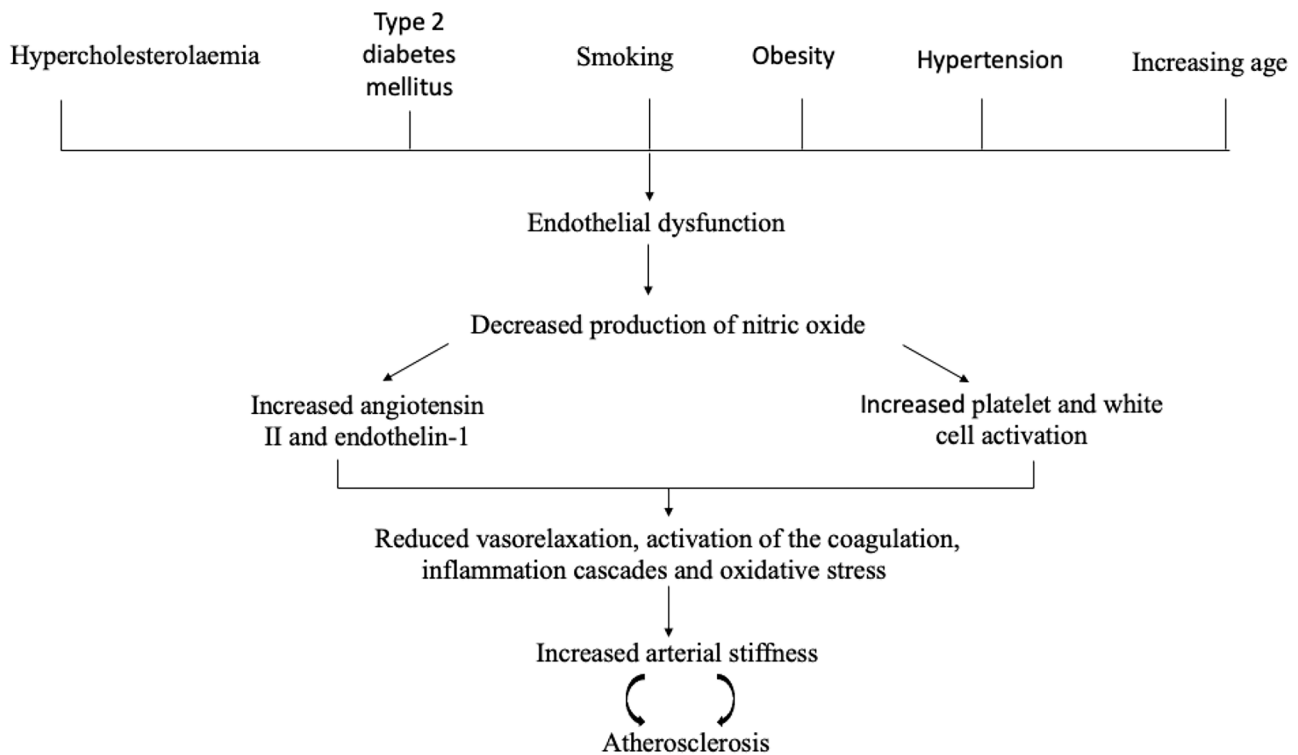 Hypercholesterolaemia
Type 2
diabetes
mellitus
Smoking
Obesity
Hypertension
Increasing age
Endothelial dysfunction
Decreased production of nitric oxide
Increased angiotensin
II and endothelin-1
Increased platelet and white
cell activation
Reduced vasorelaxation, activation of the coagulation,
inflammation cascades and oxidative stress
Increased arterial stiffness
Atherosclerosis